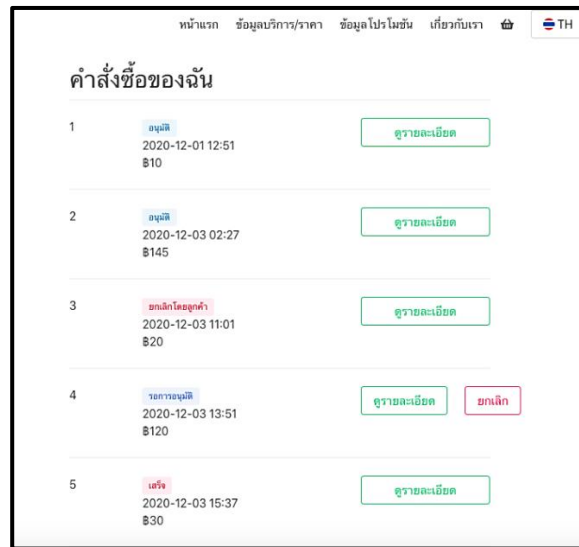 หน้าแรก ข้อมูลบริการ/ราคา ข้อมูลโปรโมชัน เกี่ยวกับเรา TH
คำสั่งซื้อของฉัน
1 อนุมัติ ดูรายละเอียด
2020-12-01 12:51
฿10
2 อนุมัติ ดูรายละเอียด
2020-12-03 02:27
฿145
3 ยกเลิกโดยลูกค้า ดูรายละเอียด
2020-12-03 11:01
฿20
4 รอการอนุมัติ ดูรายละเอียด ยกเลิก
2020-12-03 13:51
฿120
5 เสร็จ ดูรายละเอียด
2020-12-03 15:37
฿30